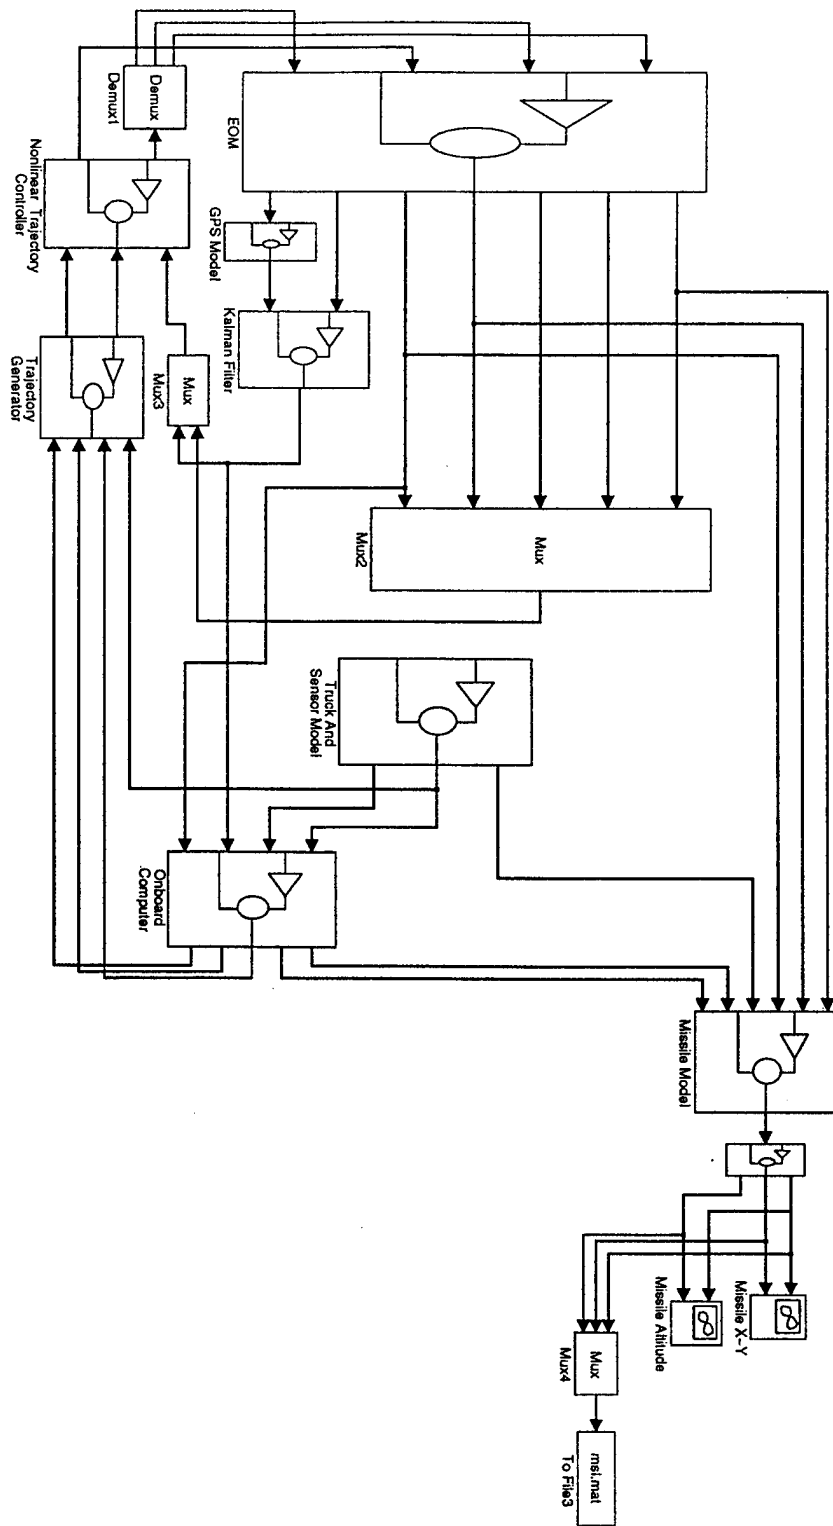 Demux
Demux1
Nonlinear Trajectory
Controller
EOM
GPS Model
Kalman Filter
Mux
Mux3
Trajectory
Generator
Mux
Mux2
Truck And
Sensor Model
Onboard
Computer
Missile Model
Missile X-Y
Missile Altitude
Mux
Mux4
msl.mat
To File3